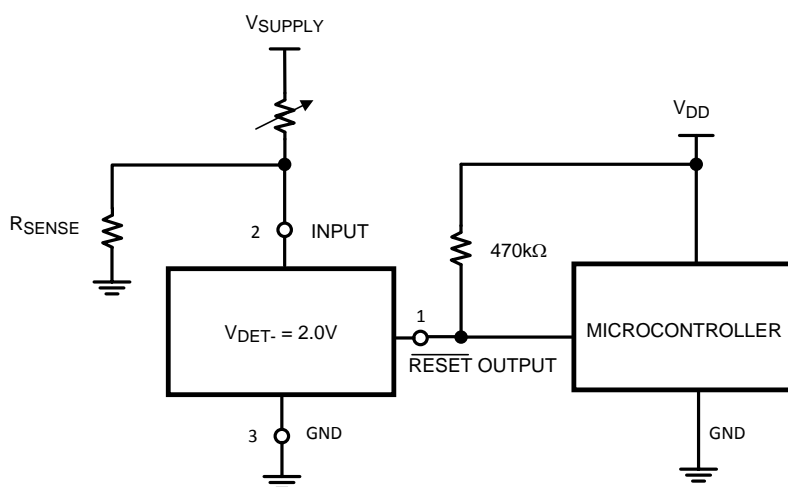 VSUPPLY
VDD
RSENSE
2 INPUT
470kΩ
VDET- = 2.0V
1
RESET OUTPUT
MICROCONTROLLER
3 GND
GND